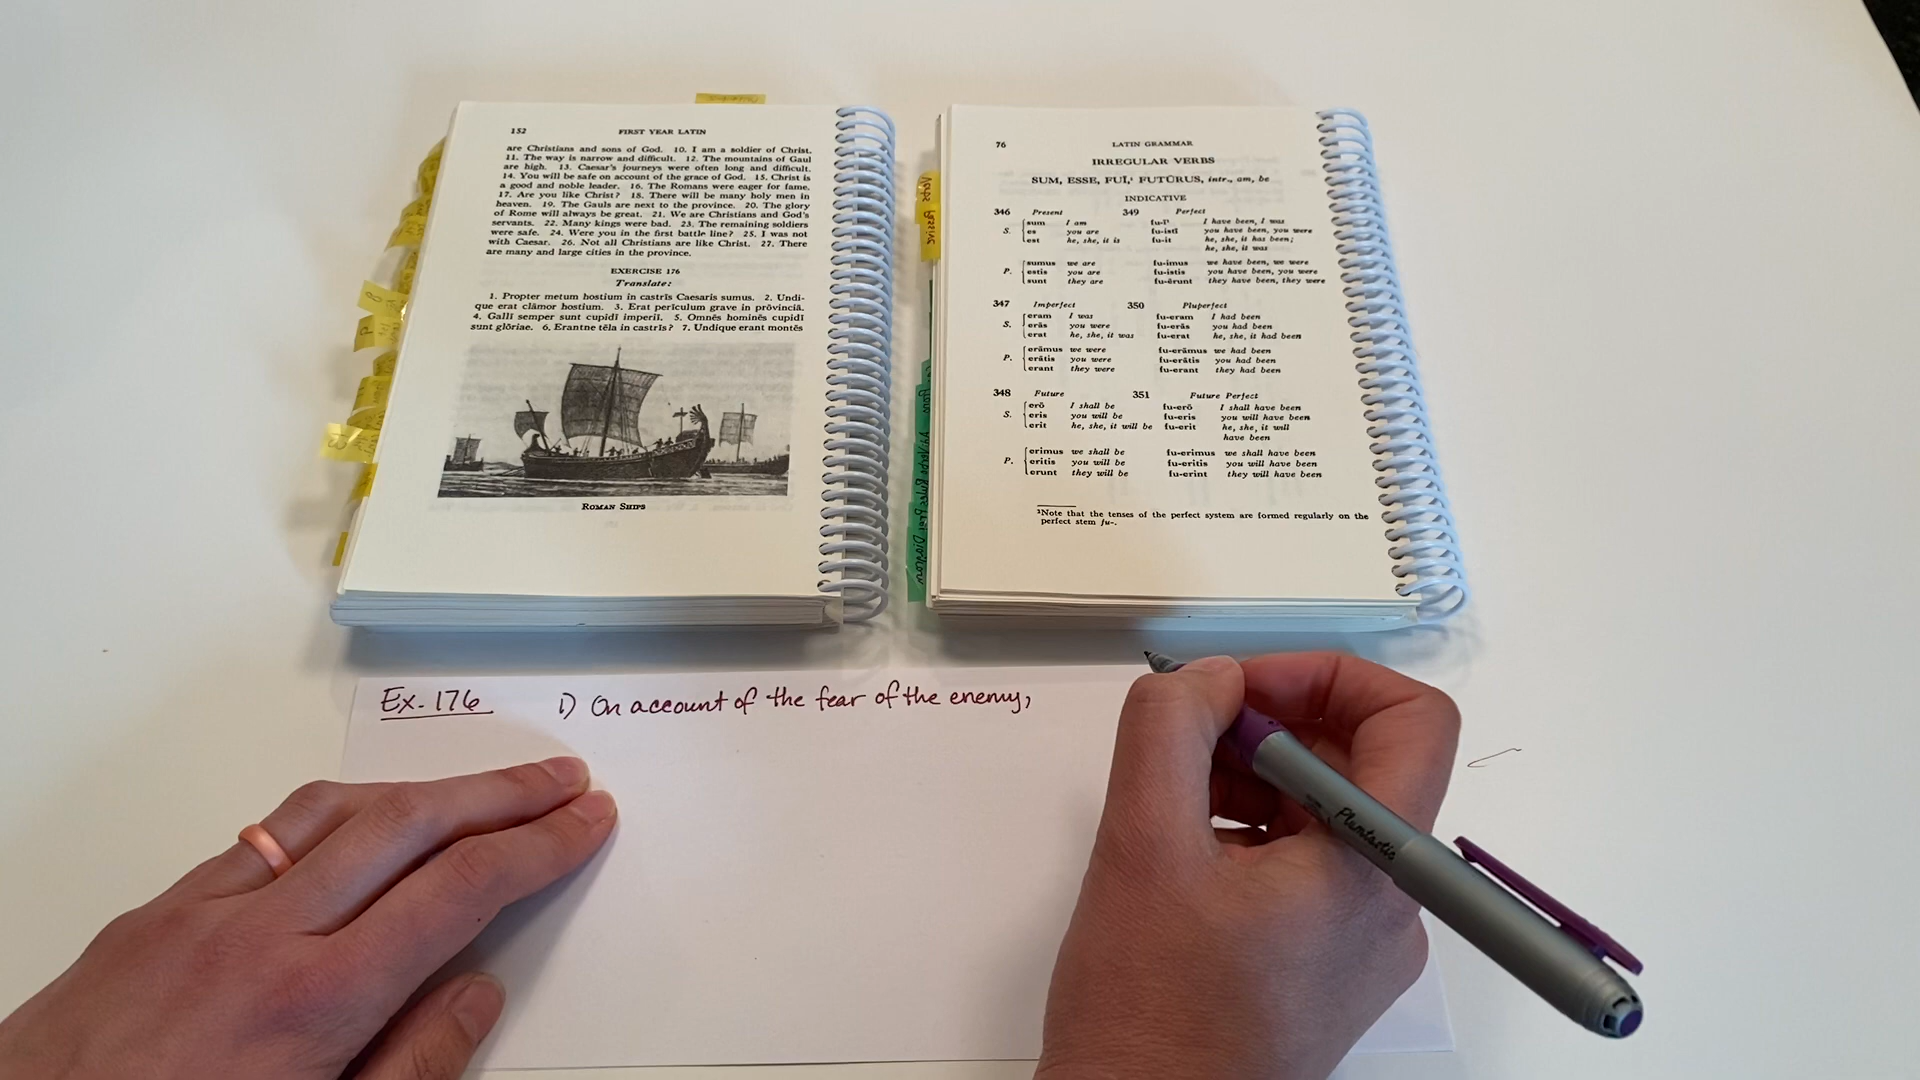 152 FIRST YEAR LATIN
are Christians and sons of God. 10. I am a soldier of Christ.
11. The way is narrow and difficult. 12. The mountains of Gaul
are high. 13. Caesar's journeys were often long and difficult.
14. You will be safe on account of the grace of God. 15. Christ is
a good and noble leader. 16. The Romans were eager for fame.
17. Are you like Christ? 18. There will be many holy men in
heaven. 19. The Gauls are next to the province. 20. The glory
of Rome will always be great. 21. We are Christians and God's
servants. 22. Many kings were bad. 23. The remaining soldiers
were safe. 24. Were you in the first battle line? 25. I was not
with Caesar. 26. Not all Christians are like Christ. 27. There
are many and large cities in the province.
EXERCISE 176
Translate:
1. Propter metum hostium in castrīs Caesaris sumus. 2. Undi-
que erat clāmor hostium. 3. Erat perīculum grave in prōvinciā.
4. Gallī semper sunt cupidī imperiī. 5. Omnēs hominēs cupidī
sunt glōriae. 6. Erantne tēla in castrīs? 7. Undique erant montēs
ROMAN SHIPS
76 LATIN GRAMMAR
IRREGULAR VERBS
SUM, ESSE, FUĪ,¹ FUTŪRUS, intr., am, be
INDICATIVE
346 Present 349 Perfect
S. sum I am fu-ī¹ I have been, I was
es you are fu-istī you have been, you were
est he, she, it is fu-it he, she, it has been;
he, she, it was
sumus we are fu-imus we have been, we were
P. estis you are fu-istis you have been, you were
sunt they are fu-ērunt they have been, they were
347 Imperfect 350 Pluperfect
eram I was fu-eram I had been
S. erās you were fu-erās you had been
erat he, she, it was fu-erat he, she, it had been
erāmus we were fu-erāmus we had been
P. erātis you were fu-erātis you had been
erant they were fu-erant they had been
348 Future 351 Future Perfect
S. erō I shall be fu-erō I shall have been
eris you will be fu-eris you will have been
erit he, she, it will be fu-erit he, she, it will
have been
erimus we shall be fu-erimus we shall have been
P. eritis you will be fu-eritis you will have been
erunt they will be fu-erint they will have been
¹Note that the tenses of the perfect system are formed regularly on the
perfect stem fu-.
Ex. 176 1) On account of the fear of the enemy,
Plumtastic